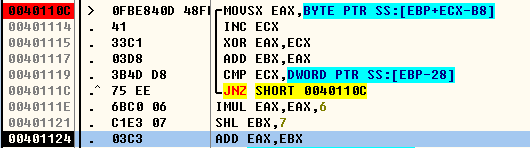 0040110C > 0FBE840D 48FF MOVSX EAX,BYTE PTR SS:[EBP+ECX-B8]
00401114 . 41 INC ECX
00401115 . 33C1 XOR EAX,ECX
00401117 . 03D8 ADD EBX,EAX
00401119 . 3B4D D8 CMP ECX,DWORD PTR SS:[EBP-28]
0040111C .^ 75 EE JNZ SHORT 0040110C
0040111E . 6BC0 06 IMUL EAX,EAX,6
00401121 . C1E3 07 SHL EBX,7
00401124 . 03C3 ADD EAX,EBX